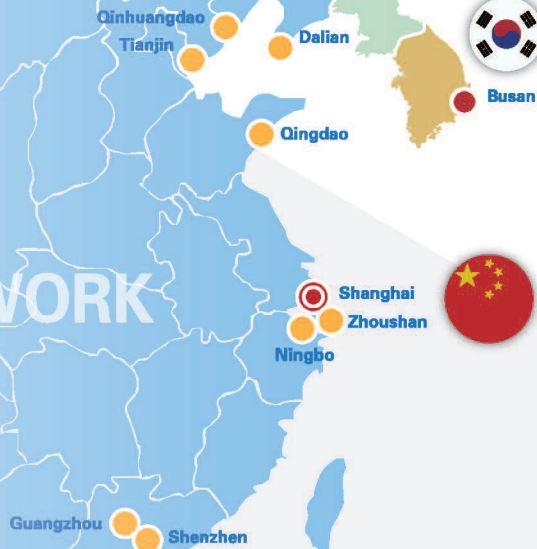 Qinhuangdao
Tianjin
Dalian
Busan
Qingdao
WORK
Shanghai
Zhoushan
Ningbo
Guangzhou
Shenzhen